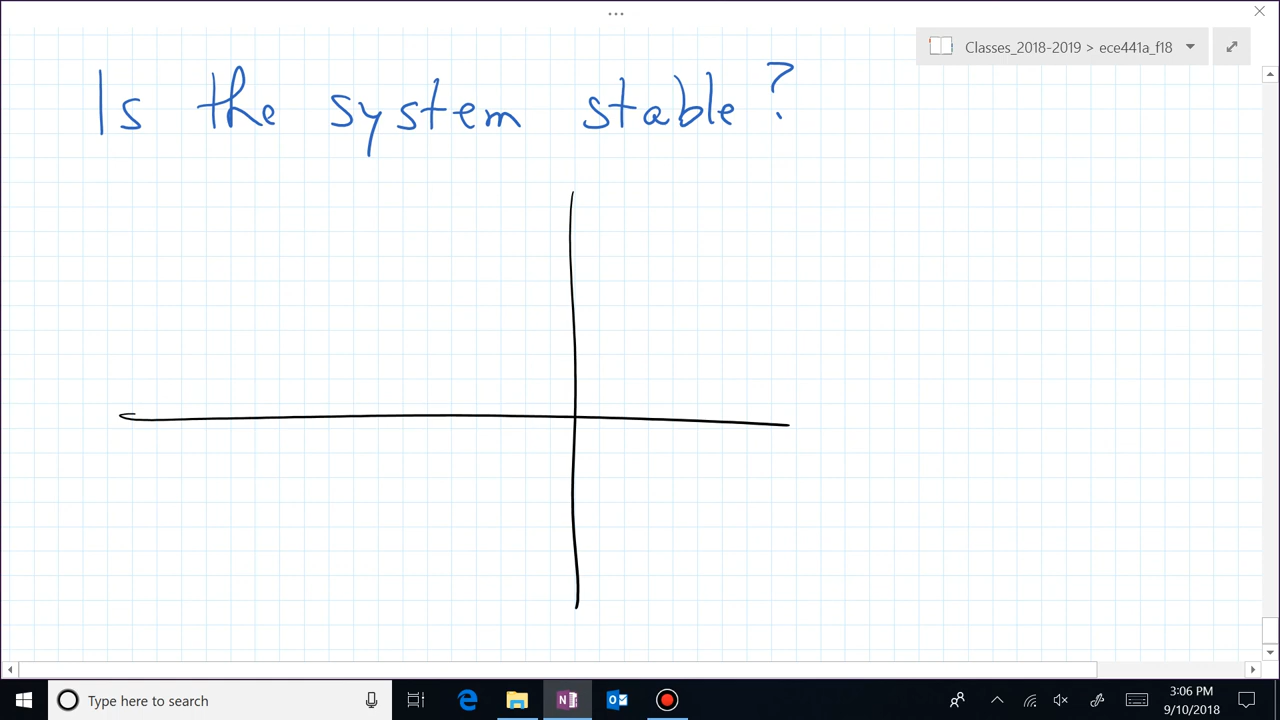 Classes_2018-2019 > ece441a_f18
Is the system stable?
Type here to search
3:06 PM
9/10/2018